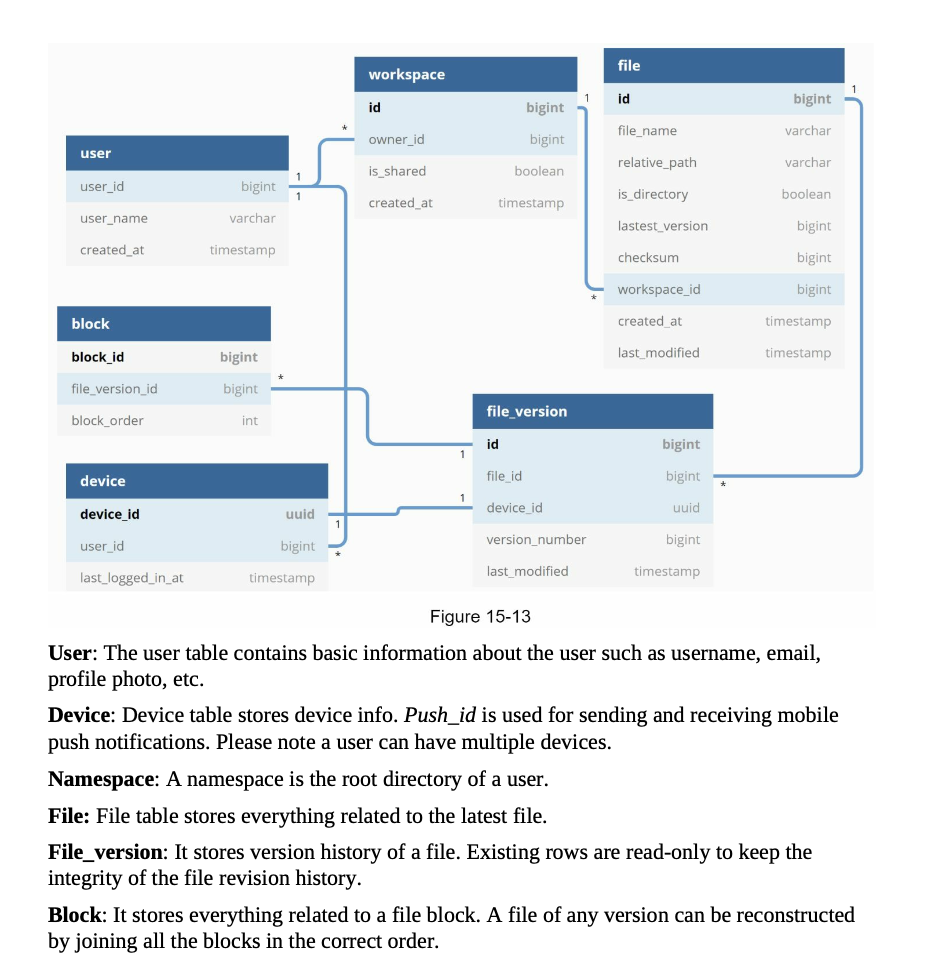 user
user_id bigint
user_name varchar
created_at timestamp
workspace
id bigint
owner_id bigint
is_shared boolean
created_at timestamp
file
id bigint
file_name varchar
relative_path varchar
is_directory boolean
lastest_version bigint
checksum bigint
workspace_id bigint
created_at timestamp
last_modified timestamp
block
block_id bigint
file_version_id bigint
block_order int
device
device_id uuid
user_id bigint
last_logged_in_at timestamp
file_version
id bigint
file_id bigint
device_id uuid
version_number bigint
last_modified timestamp
1
1
*
1
*
1
*
1
*
1
1
*
Figure 15-13
User: The user table contains basic information about the user such as username, email,
profile photo, etc.
Device: Device table stores device info. Push_id is used for sending and receiving mobile
push notifications. Please note a user can have multiple devices.
Namespace: A namespace is the root directory of a user.
File: File table stores everything related to the latest file.
File_version: It stores version history of a file. Existing rows are read-only to keep the
integrity of the file revision history.
Block: It stores everything related to a file block. A file of any version can be reconstructed
by joining all the blocks in the correct order.